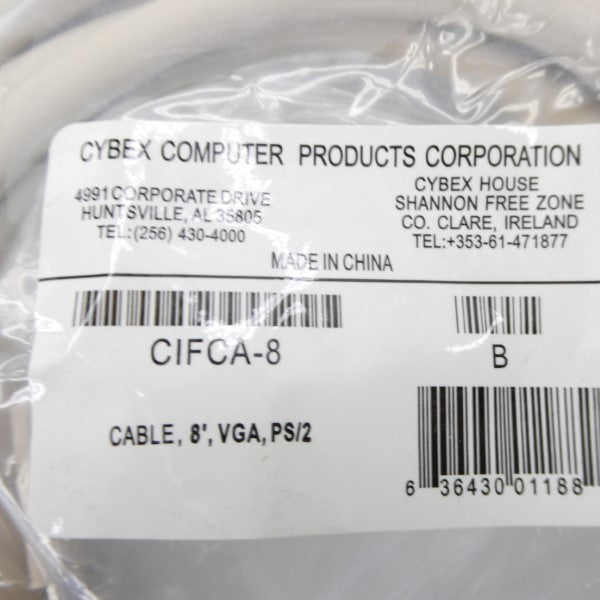 CYBEX COMPUTER PRODUCTS CORPORATION
4991 CORPORATE DRIVE
HUNTSVILLE, AL 35805
TEL:(256) 430-4000
CYBEX HOUSE
SHANNON FREE ZONE
CO. CLARE, IRELAND
TEL:+353-61-471877
MADE IN CHINA
CIFCA-8
B
CABLE, 8', VGA, PS/2
6 36430 01188